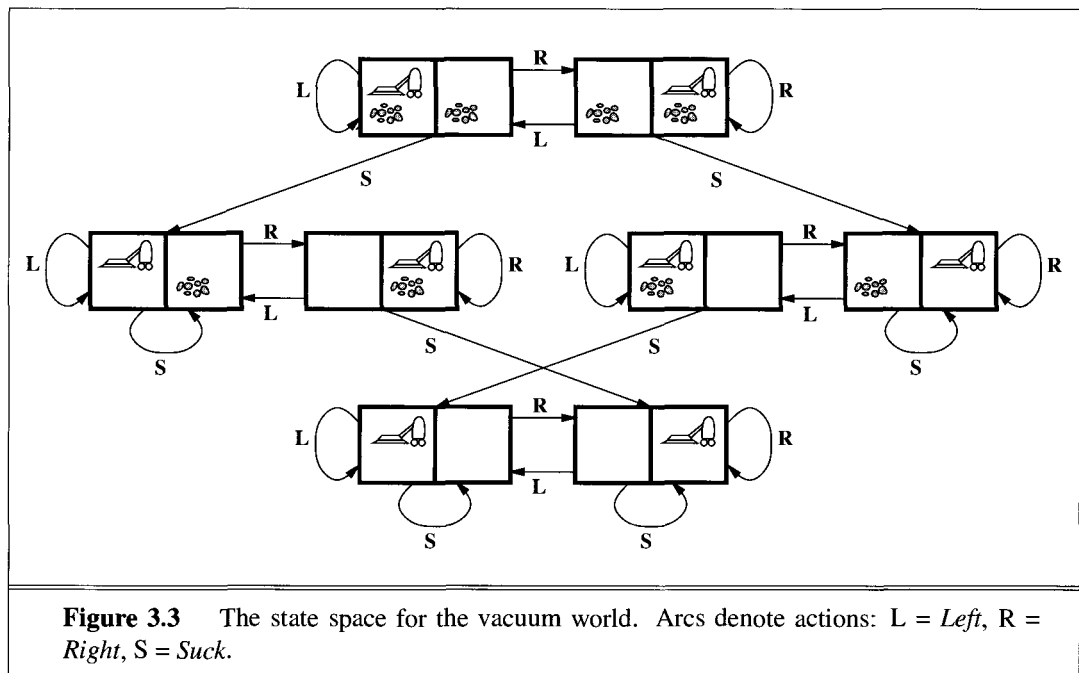 R
L R
L
S S
R R
L R L R
L L
S S S S
R
L R
L
S S
Figure 3.3 The state space for the vacuum world. Arcs denote actions: L = Left, R =
Right, S = Suck.